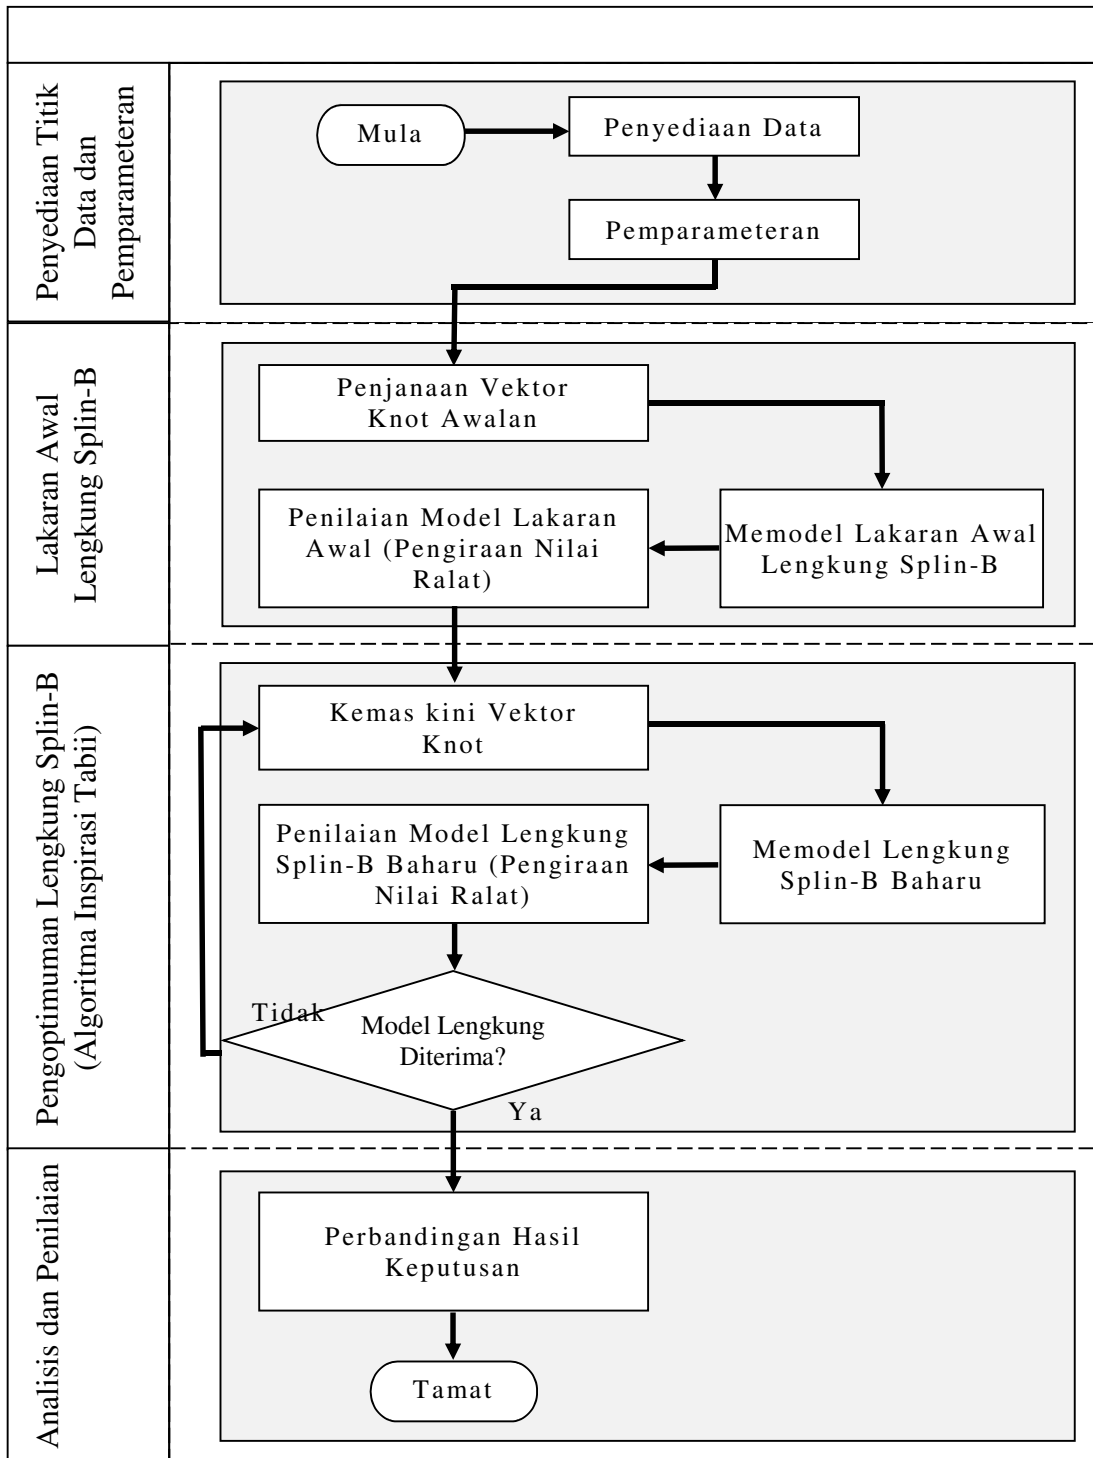 Penyediaan Titik
Data dan
Pemparameteran
Mula
Penyediaan Data
Pemparameteran
Lakaran Awal
Lengkung Splin-B
Penjanaan Vektor
Knot Awalan
Penilaian Model Lakaran
Awal (Pengiraan Nilai
Ralat)
Memodel Lakaran Awal
Lengkung Splin-B
Pengoptimuman Lengkung Splin-B
(Algoritma Inspirasi Tabii)
Kemas kini Vektor
Knot
Penilaian Model Lengkung
Splin-B Baharu (Pengiraan
Nilai Ralat)
Memodel Lengkung
Splin-B Baharu
Tidak
Model Lengkung
Diterima?
Ya
Analisis dan Penilaian
Perbandingan Hasil
Keputusan
Tamat